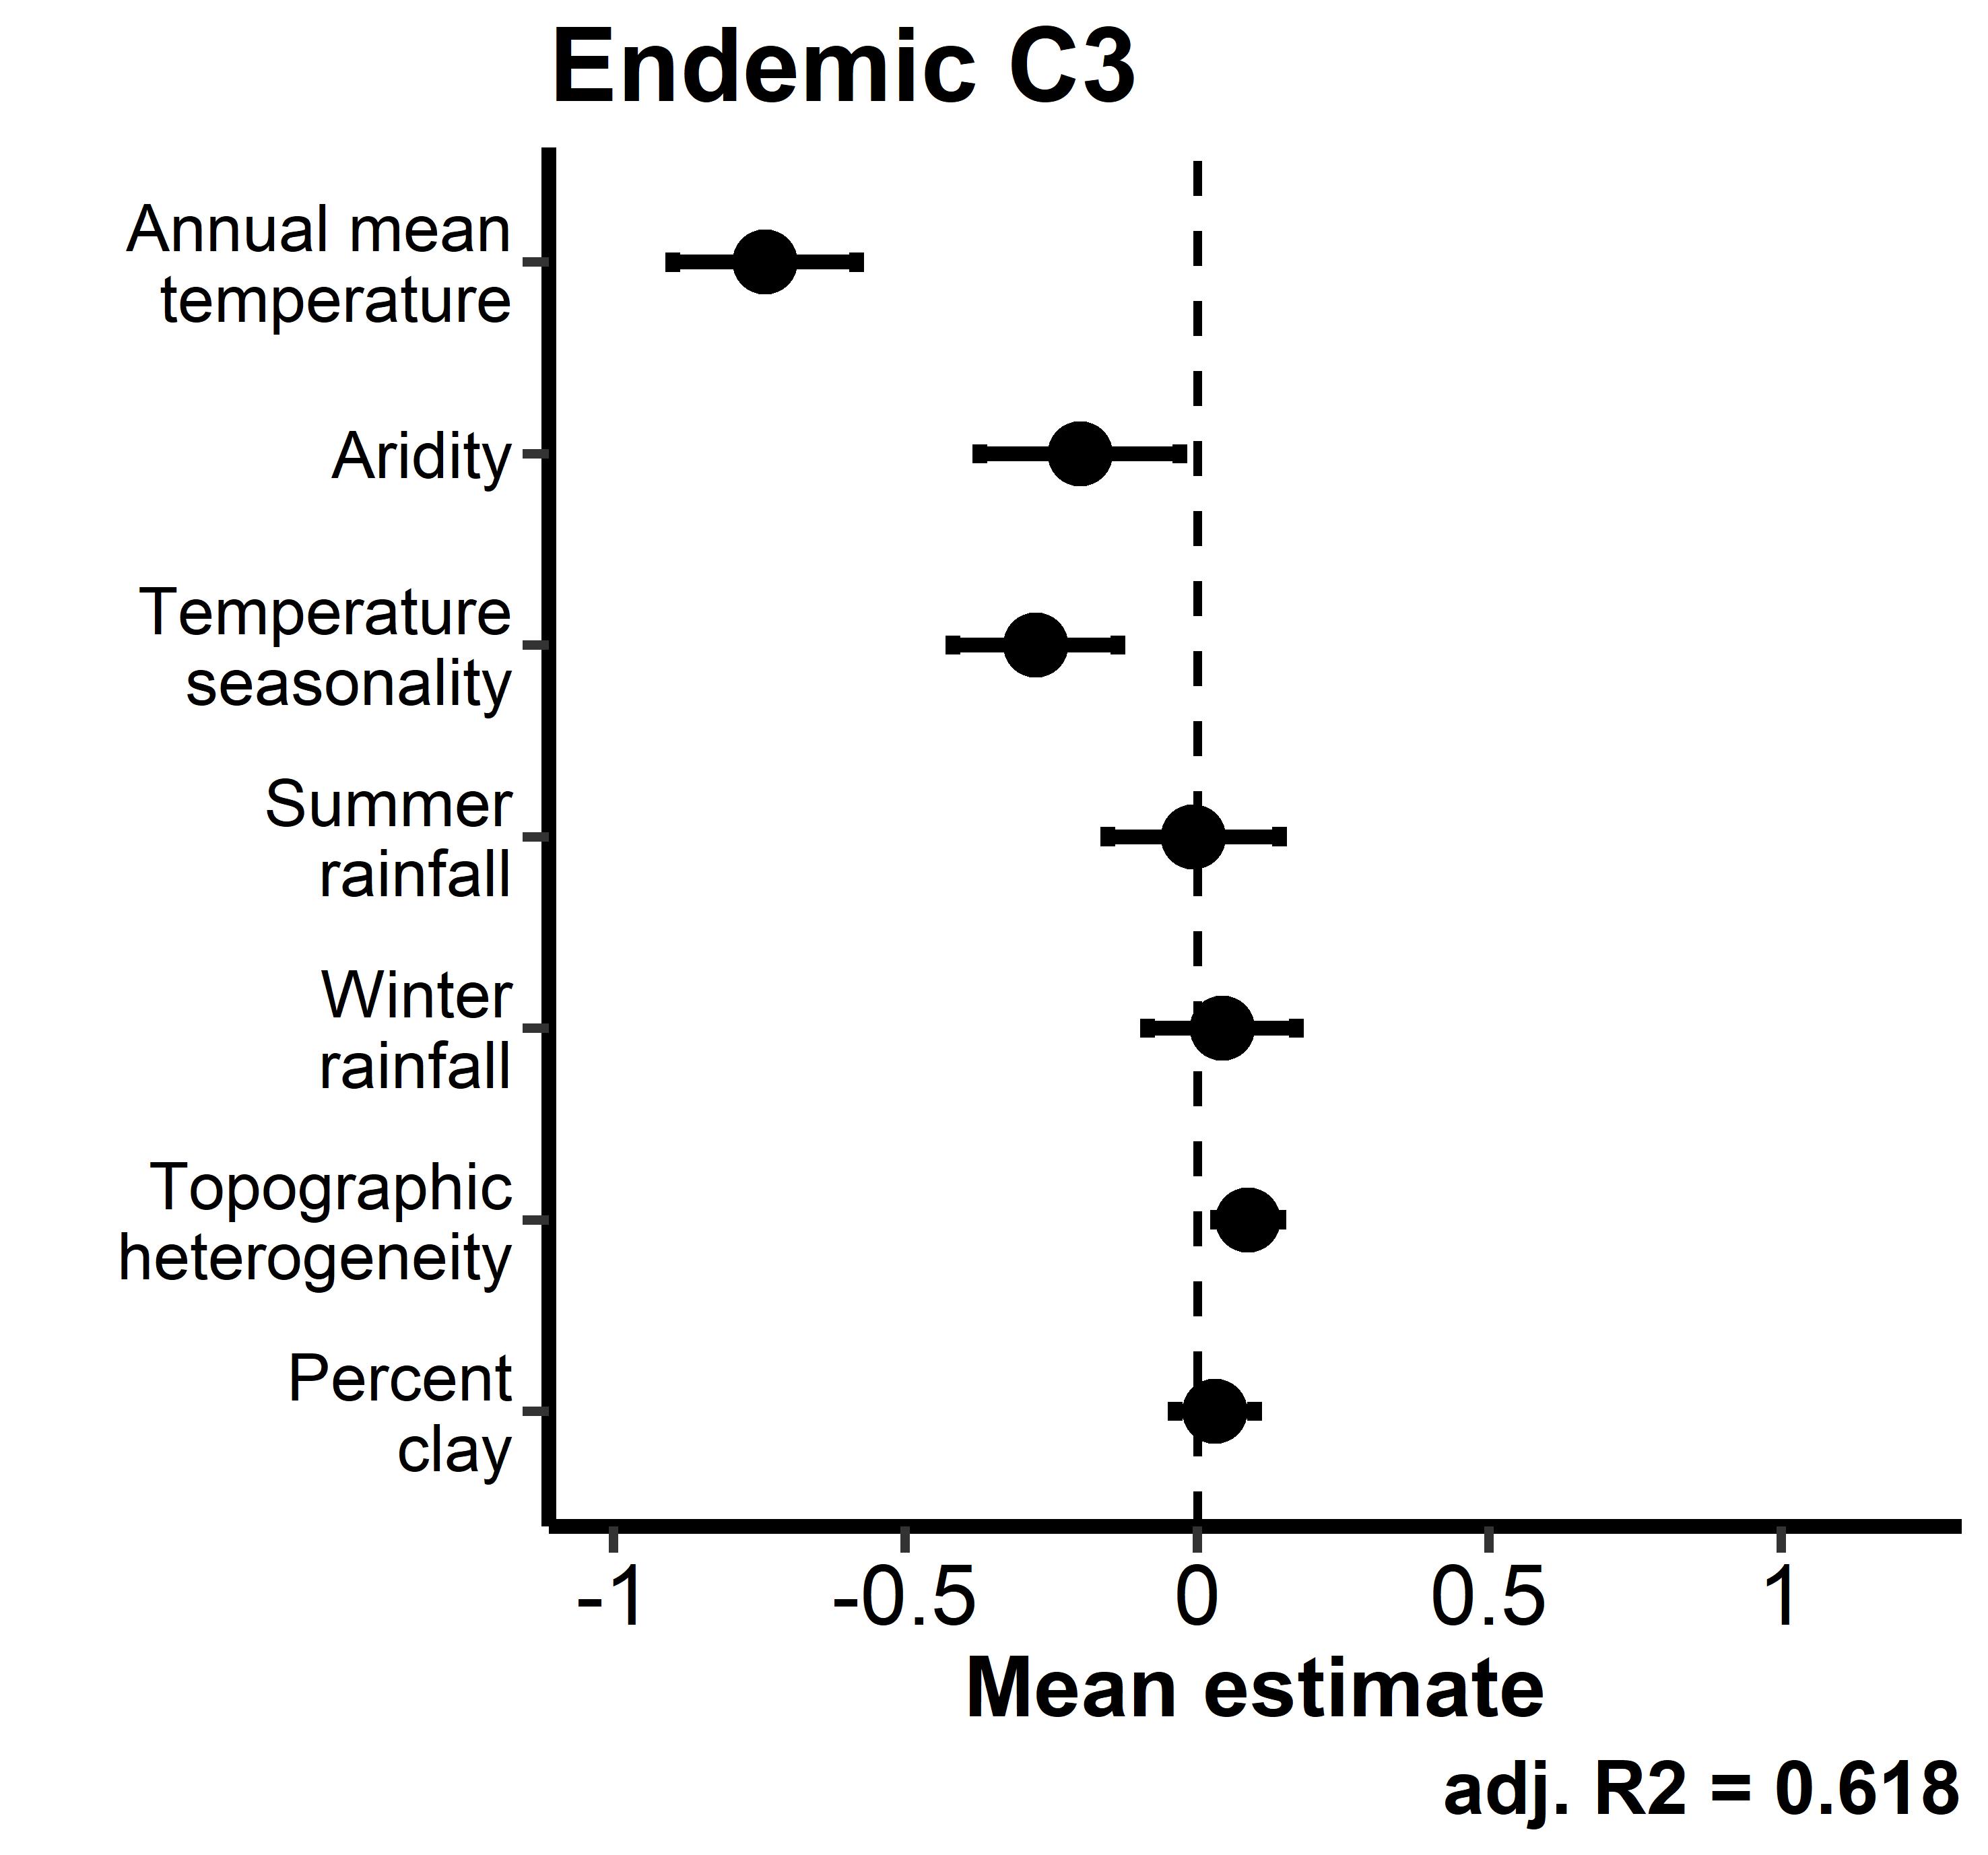 Endemic C3
Annual mean
temperature
Aridity
Temperature
seasonality
Summer
rainfall
Winter
rainfall
Topographic
heterogeneity
Percent
clay
-1 -0.5 0 0.5 1
Mean estimate
adj. R2 = 0.618